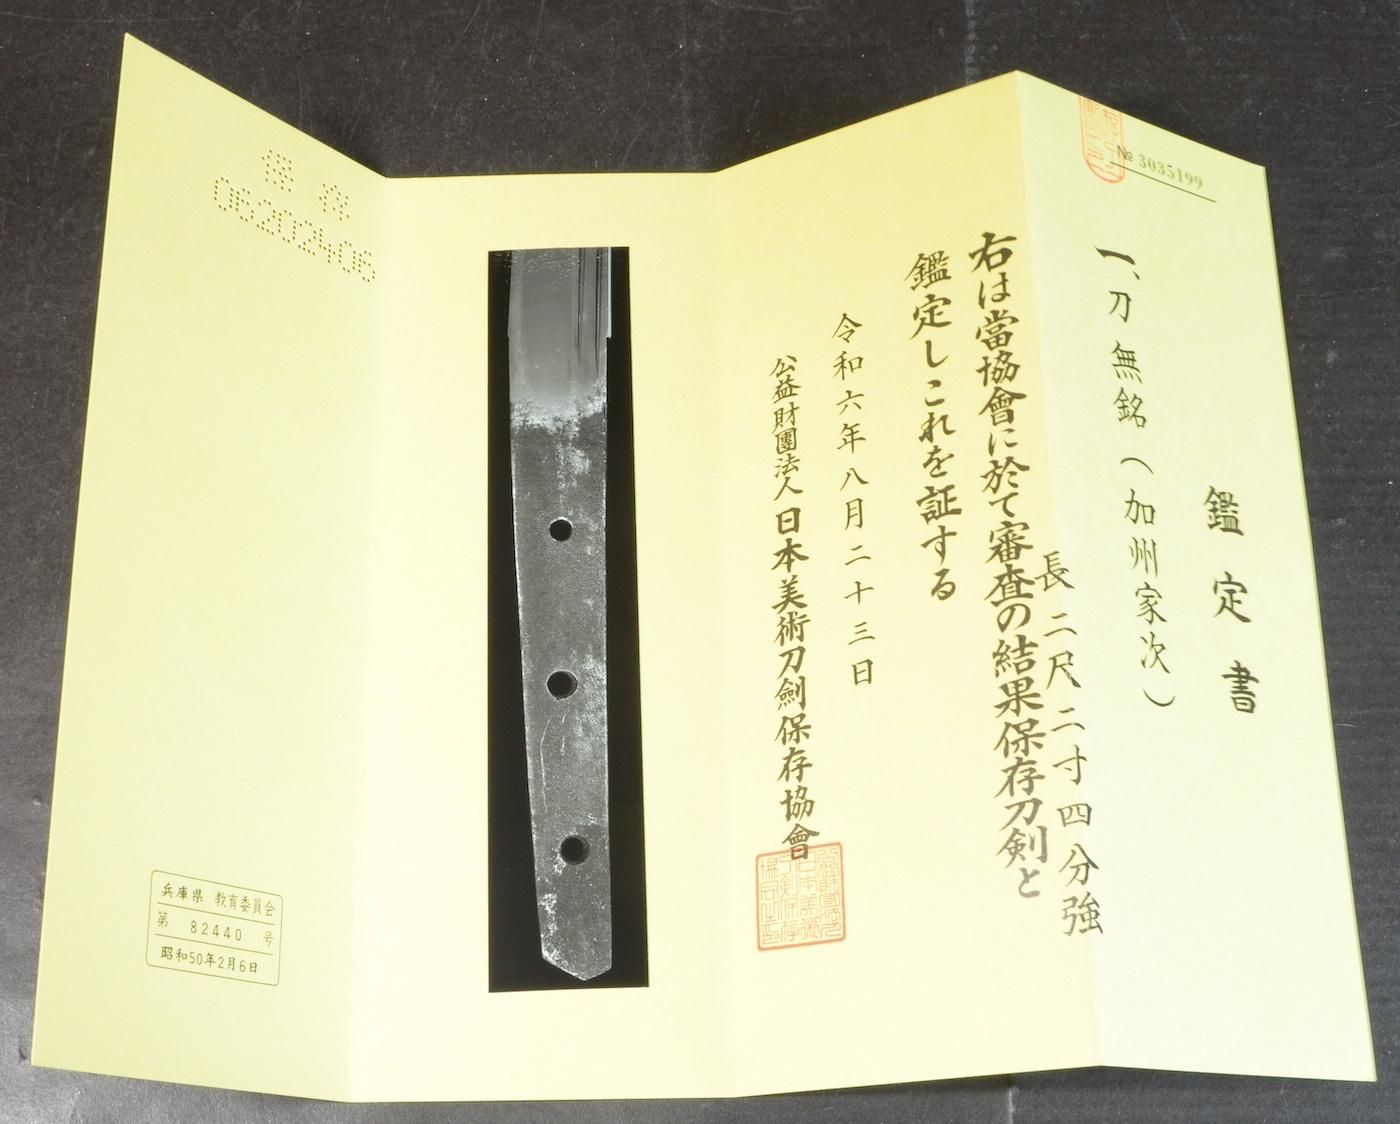 № 3035199
鑑定書
一、刀 無銘（加州家次）
長 二尺二寸四分強
右は當協會に於て審査の結果保存刀剣と
鑑定しこれを証する
令和六年八月二十三日
公益財團法人 日本美術刀劍保存協會
06202406
兵庫県 教育委員会
第 82440 号
昭和50年2月6日